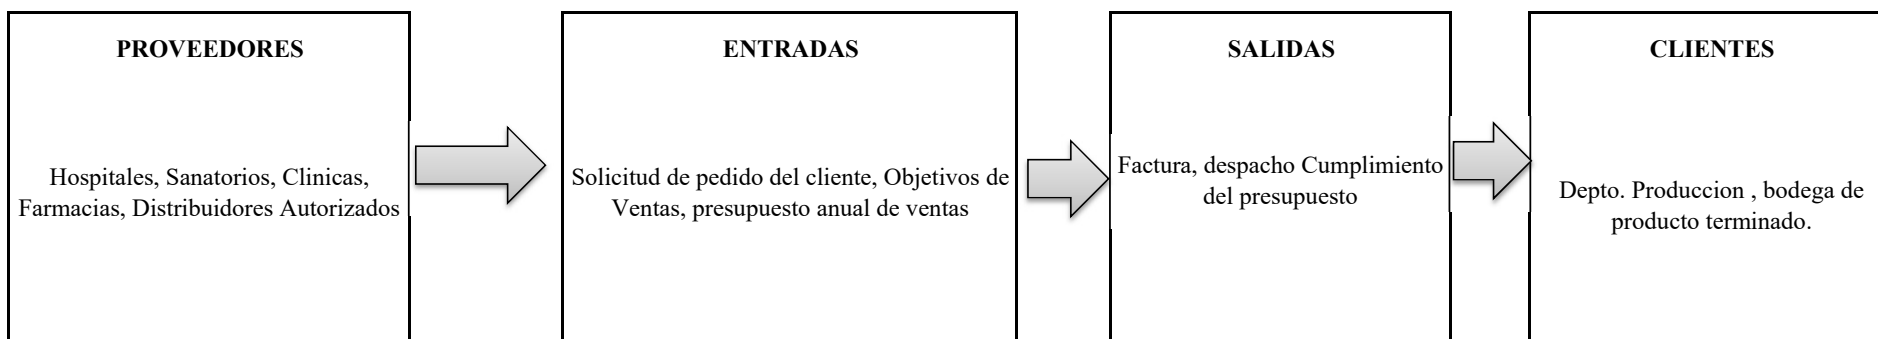 PROVEEDORES
Hospitales, Sanatorios, Clinicas,
Farmacias, Distribuidores Autorizados
ENTRADAS
Solicitud de pedido del cliente, Objetivos de
Ventas, presupuesto anual de ventas
SALIDAS
Factura, despacho Cumplimiento
del presupuesto
CLIENTES
Depto. Produccion , bodega de
producto terminado.